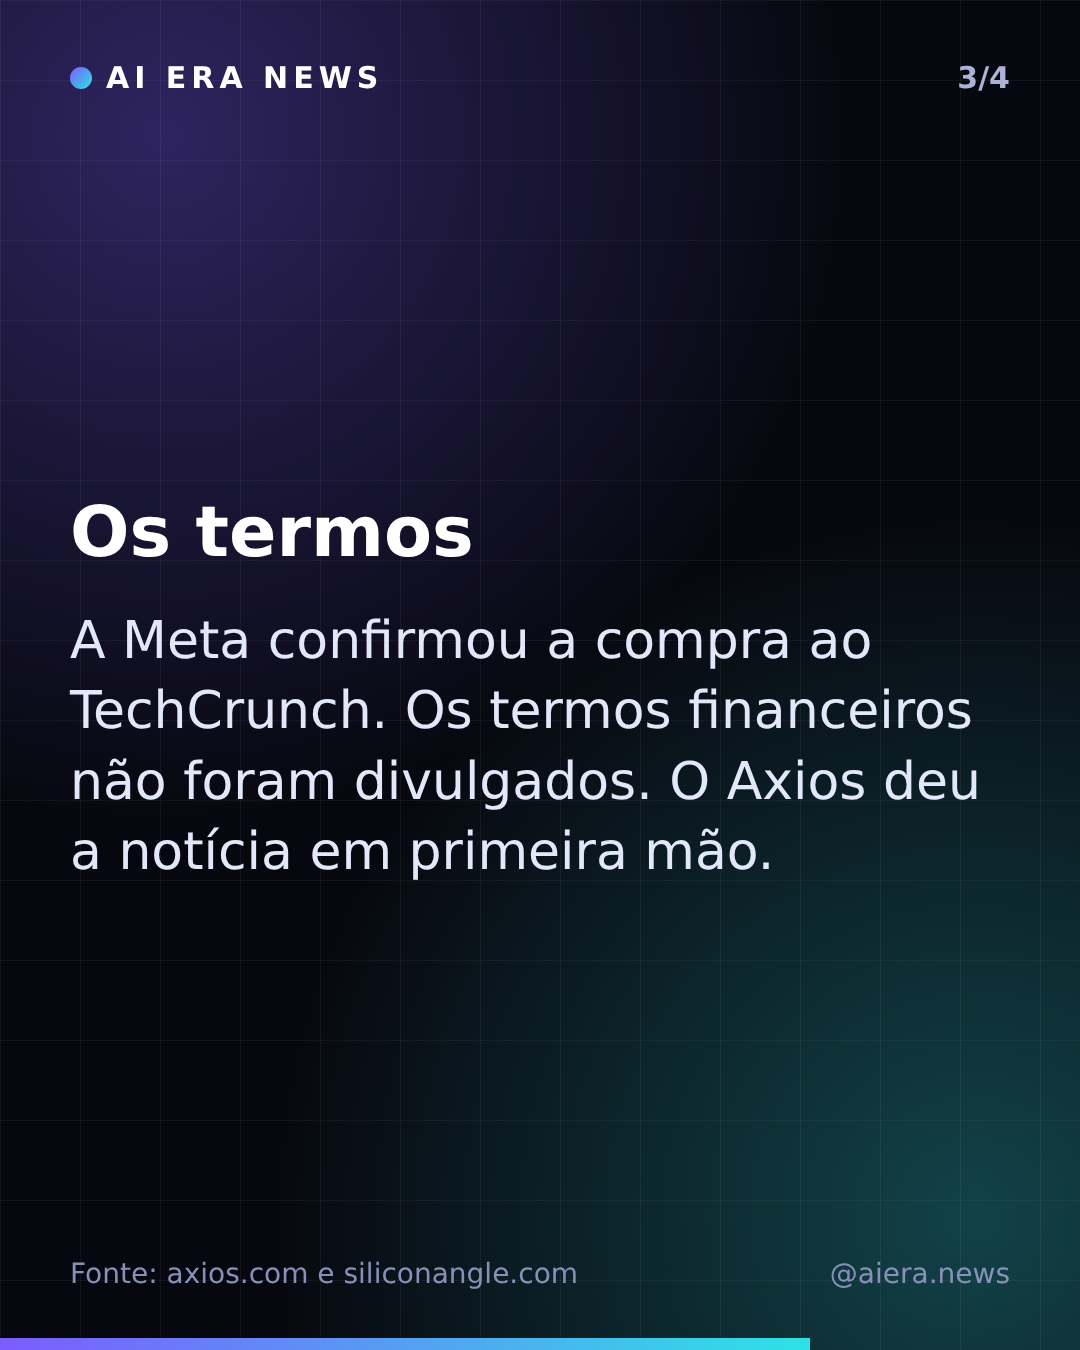 AI ERA NEWS
3/4
Os termos
A Meta confirmou a compra ao
TechCrunch. Os termos financeiros
não foram divulgados. O Axios deu
a notícia em primeira mão.
Fonte: axios.com e siliconangle.com
@aiera.news